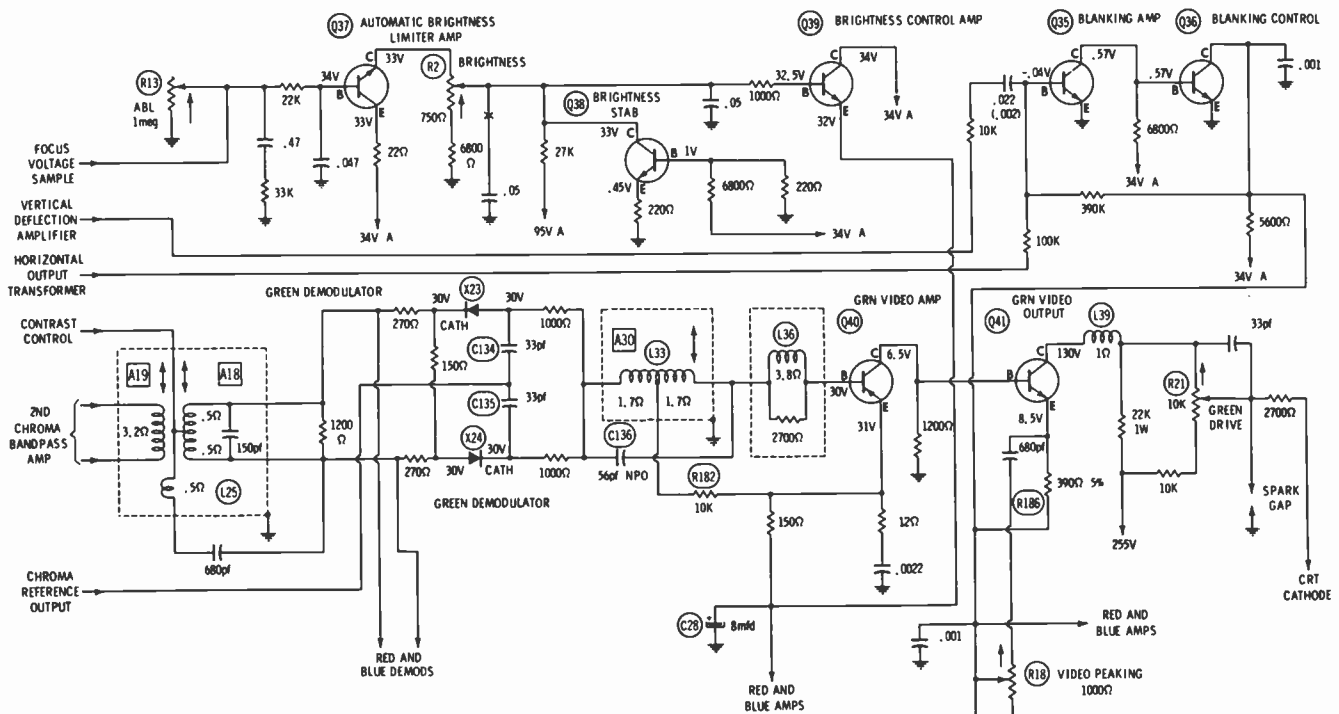 Q37 AUTOMATIC BRIGHTNESS
LIMITER AMP
Q39 BRIGHTNESS CONTROL AMP
Q35 BLANKING AMP
Q36 BLANKING CONTROL
R13
ABL
1meg
22K
34V
B
C
33V
E
33V
R2 BRIGHTNESS
750Ω
6800
Ω
.47
33K
.047
22Ω
34V A
.05
Q38 BRIGHTNESS
STAB
33V
C
B 1V
.45V
E
220Ω
27K
95V A
6800Ω
220Ω
34V A
.05
1000Ω
32.5V
B
C
34V
34V A
E
32V
10K
.022
(.002)
-.04V
B
C
.57V
E
6800Ω
34V A
.57V
B
C
E
.001
390K
100K
5600Ω
34V A
FOCUS
VOLTAGE
SAMPLE
VERTICAL
DEFLECTION
AMPLIFIER
HORIZONTAL
OUTPUT
TRANSFORMER
CONTRAST
CONTROL
2ND
CHROMA
BANDPASS
AMP
CHROMA
REFERENCE
OUTPUT
A19
A18
3.2Ω
.5Ω
.5Ω
150pf
.5Ω
L25
680pf
1200
Ω
GREEN DEMODULATOR
270Ω
30V
X23
CATH
30V
150Ω
C134
33pf
C135
33pf
1000Ω
270Ω
30V
X24
30V
CATH
1000Ω
GREEN DEMODULATOR
RED AND
BLUE DEMODS
A30
L33
1.7Ω
1.7Ω
C136
56pf NPO
R182
10K
L36
3.8Ω
2700Ω
GRN VIDEO AMP
Q40
30V
B
C
6.5V
E
31V
1200Ω
150Ω
12Ω
.0022
C28
+
8mfd
RED AND
BLUE AMPS
GRN VIDEO
OUTPUT
Q41
B
C
130V
E
8.5V
L39
1Ω
33pf
22K
1W
R21
10K
GREEN
DRIVE
2700Ω
10K
255V
SPARK
GAP
680pf
R186
390Ω 5%
CRT
CATHODE
.001
RED AND
BLUE AMPS
R18 VIDEO PEAKING
1000Ω